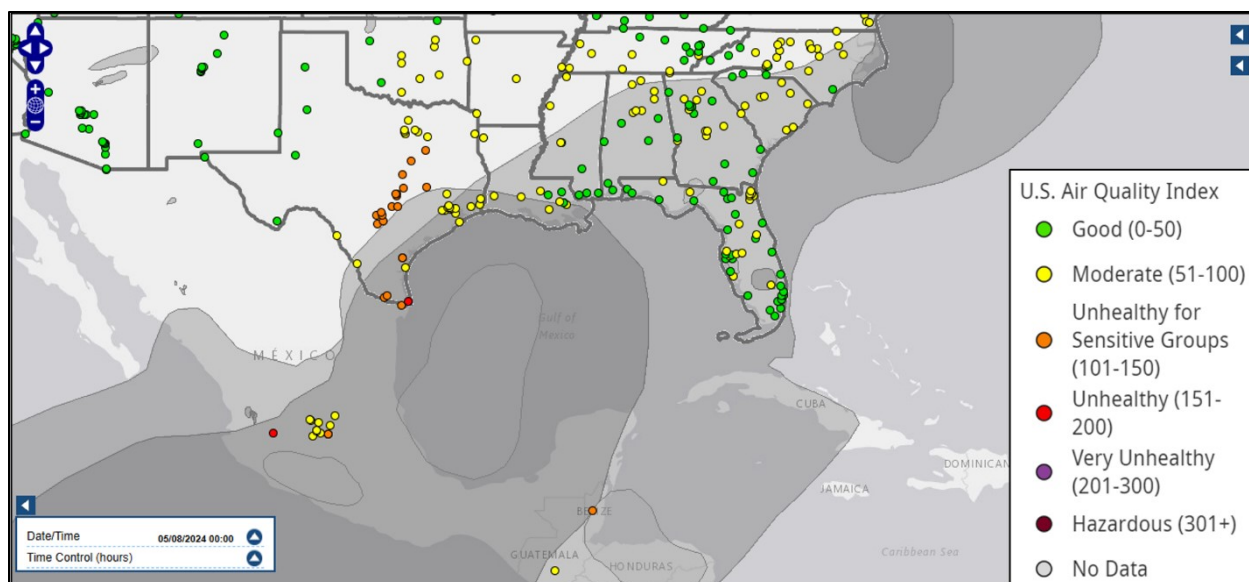 U.S. Air Quality Index
Good (0-50)
Moderate (51-100)
Unhealthy for
Sensitive Groups
(101-150)
Unhealthy (151-
200)
Very Unhealthy
(201-300)
Hazardous (301+)
No Data
Gulf of
Mexico
MÉXICO
CUBA
DOMINICAN
JAMAICA
BELIZE
GUATEMALA
HONDURAS
Caribbean Sea
Date/Time 05/08/2024 00:00
Time Control (hours)